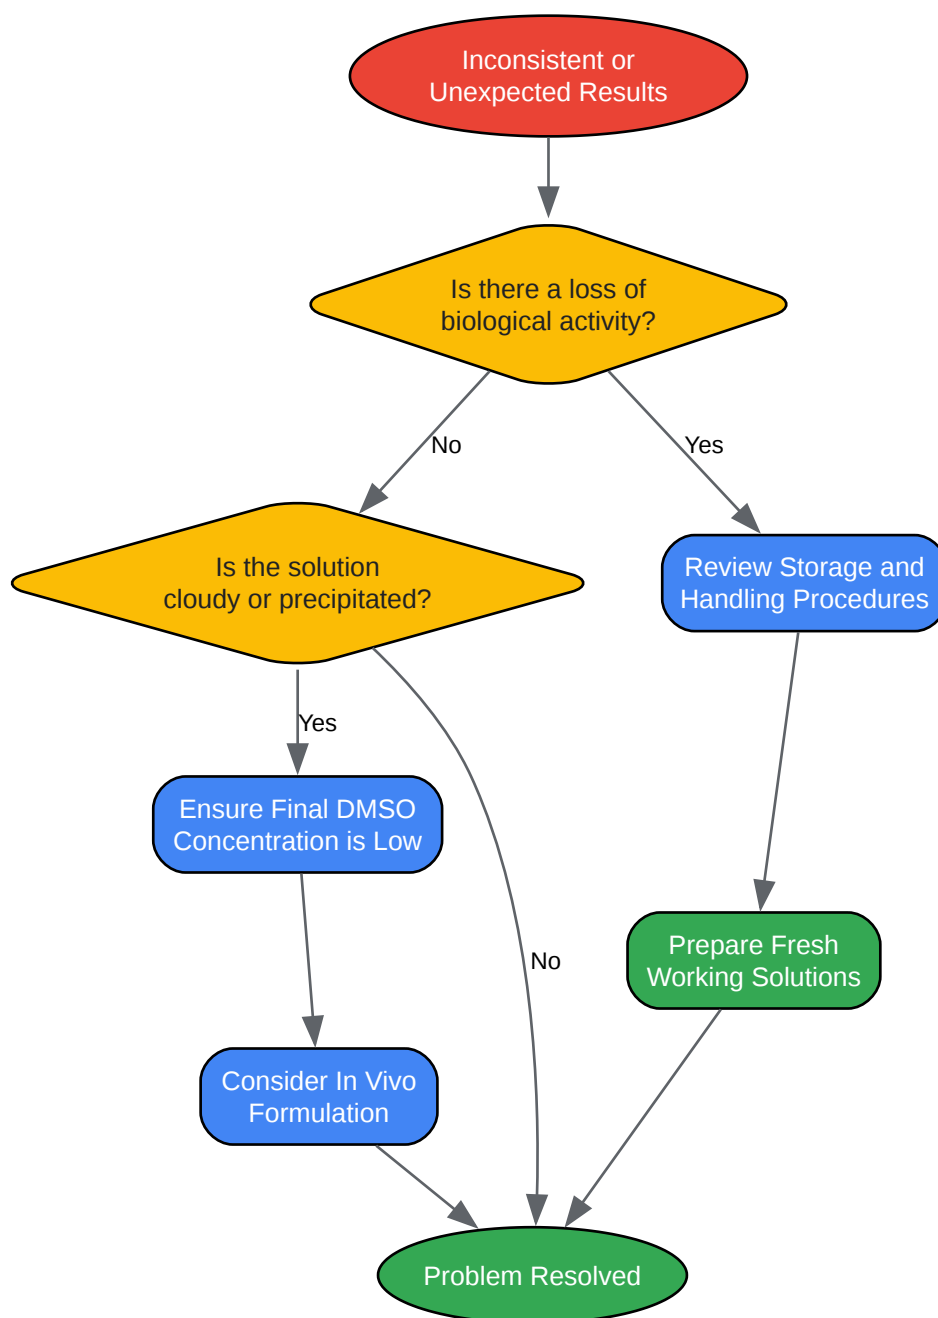 Inconsistent or
Unexpected Results
Is there a loss of
biological activity?
No
Yes
Is the solution
cloudy or precipitated?
Review Storage and
Handling Procedures
Yes
Ensure Final DMSO
Concentration is Low
No
Prepare Fresh
Working Solutions
Consider In Vivo
Formulation
Problem Resolved